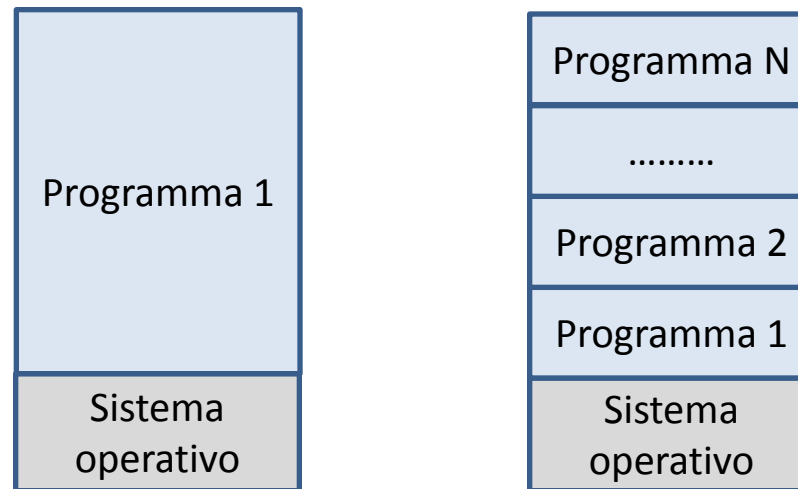 Programma 1
Sistema
operativo
Programma N
………
Programma 2
Programma 1
Sistema
operativo